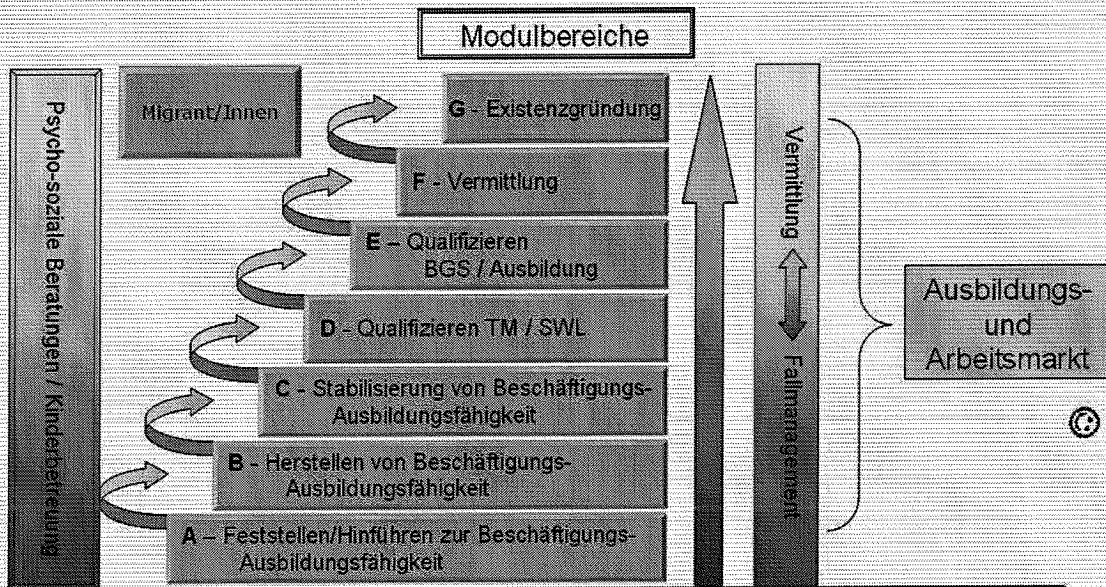 Modulbereiche
Psycho-soziale Beratungen / Kinderbetreuung
Migrant/Innen
G - Existenzgründung
F - Vermittlung
E – Qualifizieren
BGS / Ausbildung
D - Qualifizieren TM / SWL
C - Stabilisierung von Beschäftigungs-
Ausbildungsfähigkeit
B - Herstellen von Beschäftigungs-
Ausbildungsfähigkeit
A – Feststellen/Hinführen zur Beschäftigungs-
Ausbildungsfähigkeit
Vermittlung
Fallmanagement
Ausbildungs-
und
Arbeitsmarkt